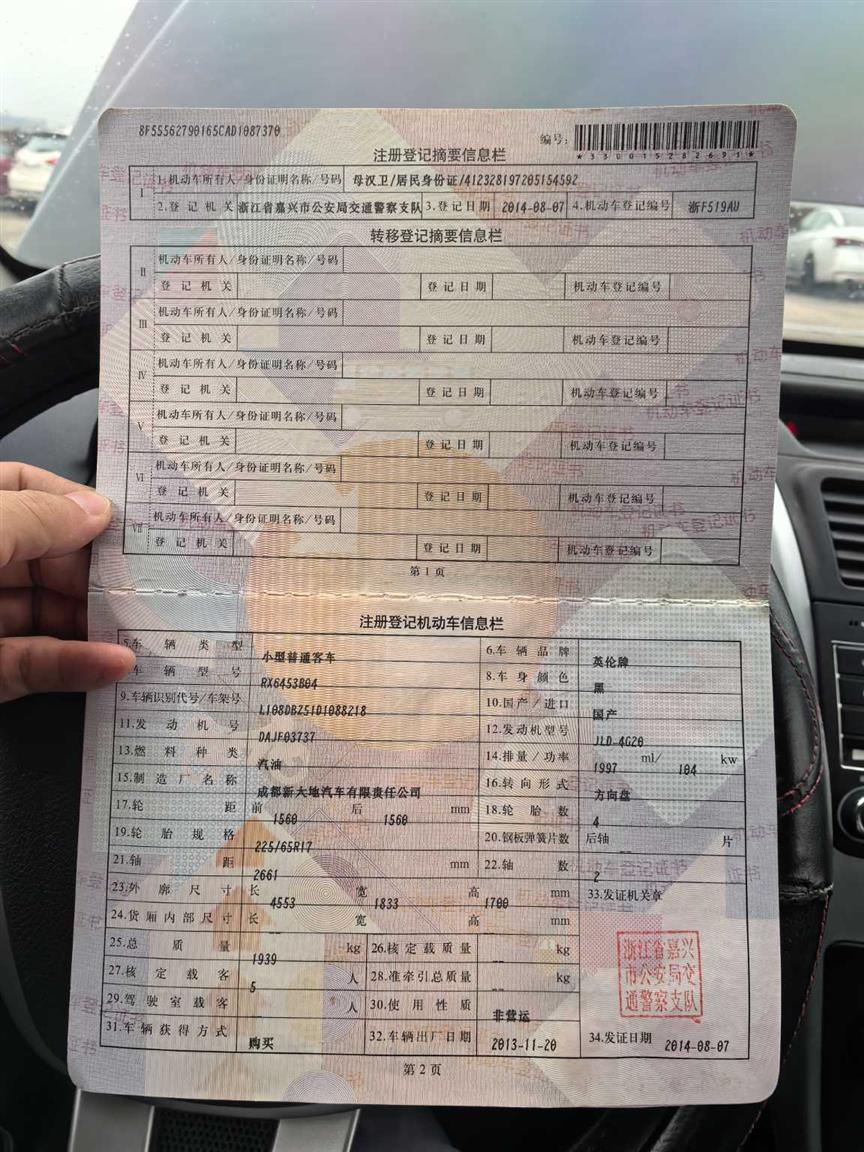 8F55562790165CAD1087370
编号:
*330015282691*
注册登记摘要信息栏
I 1.机动车所有人/身份证明名称/号码 母汉卫/居民身份证/412328197205154592
2.登记机关 浙江省嘉兴市公安局交通警察支队 3.登记日期 2014-08-07 4.机动车登记编号 浙F519AU
转移登记摘要信息栏
II 机动车所有人/身份证明名称/号码
登记机关 登记日期 机动车登记编号
III 机动车所有人/身份证明名称/号码
登记机关 登记日期 机动车登记编号
IV 机动车所有人/身份证明名称/号码
登记机关 登记日期 机动车登记编号
V 机动车所有人/身份证明名称/号码
登记机关 登记日期 机动车登记编号
VI 机动车所有人/身份证明名称/号码
登记机关 登记日期 机动车登记编号
VII 机动车所有人/身份证明名称/号码
登记机关 登记日期 机动车登记编号
第1页
注册登记机动车信息栏
5.车辆类型 小型普通客车 6.车辆品牌 英伦牌
车辆型号 RX6453B04 8.车身颜色 黑
9.车辆识别代号/车架号 L108DBZ51D1088218 10.国产/进口 国产
11.发动机号 DAJF03737 12.发动机型号 JLD-4G20
13.燃料种类 汽油 14.排量/功率 1997 ml/ 104 kw
15.制造厂名称 成都新大地汽车有限责任公司 16.转向形式 方向盘
17.轮距 前 1560 后 1560 mm 18.轮胎数 4
19.轮胎规格 225/65R17 20.钢板弹簧片数 后轴 -- 片
21.轴距 2661 mm 22.轴数 2
23.外廓尺寸 长 4553 宽 1833 高 1700 mm 33.发证机关章
24.货厢内部尺寸 长 -- 宽 -- 高 -- mm
25.总质量 1939 kg 26.核定载质量 -- kg
27.核定载客 5 人 28.准牵引总质量 -- kg
29.驾驶室载客 -- 人 30.使用性质 非营运
31.车辆获得方式 购买 32.车辆出厂日期 2013-11-20 34.发证日期 2014-08-07
浙江省嘉兴
市公安局交
通警察支队
第2页